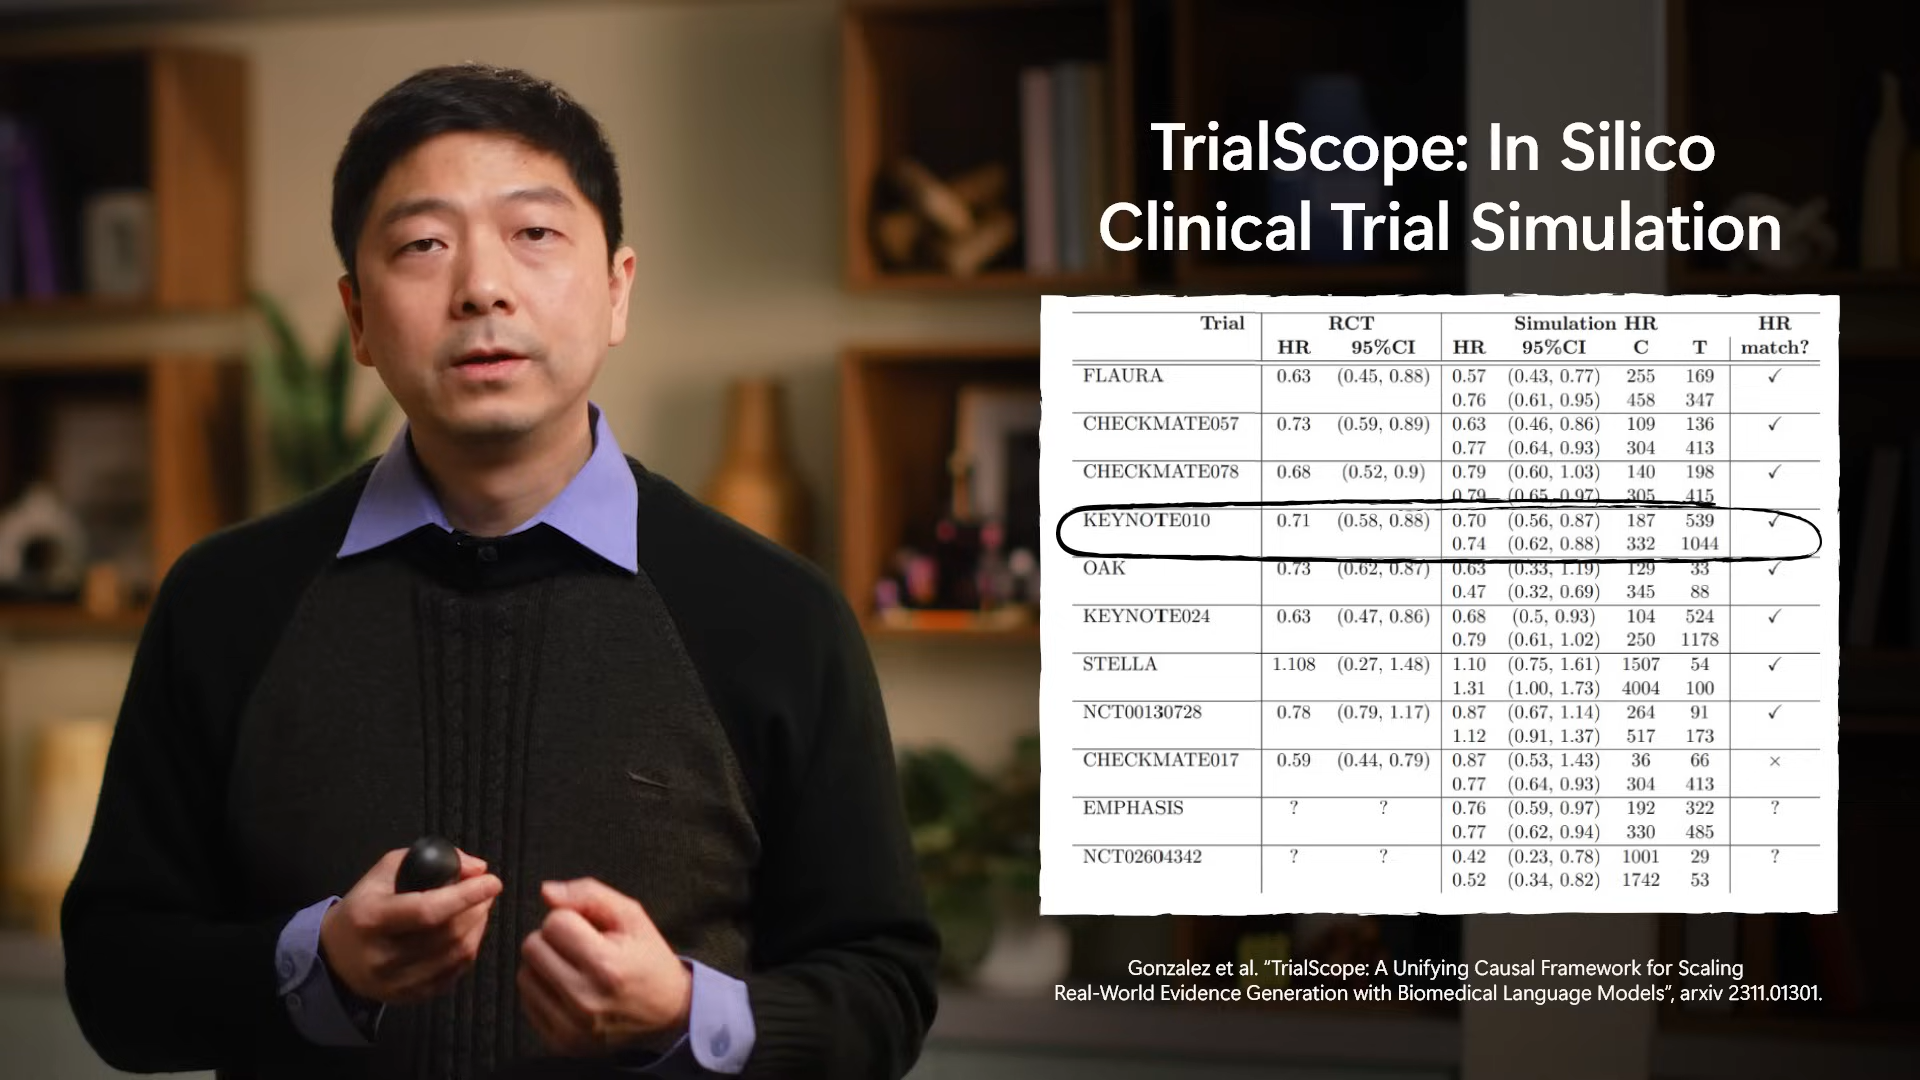 TrialScope: In Silico
Clinical Trial Simulation
Trial RCT Simulation HR HR
HR 95%CI HR 95%CI C T match?
FLAURA 0.63 (0.45, 0.88) 0.57 (0.43, 0.77) 255 169 ✓
0.76 (0.61, 0.95) 458 347
CHECKMATE057 0.73 (0.59, 0.89) 0.63 (0.46, 0.86) 109 136 ✓
0.77 (0.64, 0.93) 304 413
CHECKMATE078 0.68 (0.52, 0.9) 0.79 (0.60, 1.03) 140 198 ✓
0.79 (0.65, 0.97) 305 415
KEYNOTE010 0.71 (0.58, 0.88) 0.70 (0.56, 0.87) 187 539 ✓
0.74 (0.62, 0.88) 332 1044
OAK 0.73 (0.62, 0.87) 0.63 (0.33, 1.19) 129 33 ✓
0.47 (0.32, 0.69) 345 88
KEYNOTE024 0.63 (0.47, 0.86) 0.68 (0.5, 0.93) 104 524 ✓
0.79 (0.61, 1.02) 250 1178
STELLA 1.108 (0.27, 1.48) 1.10 (0.75, 1.61) 1507 54 ✓
1.31 (1.00, 1.73) 4004 100
NCT00130728 0.78 (0.79, 1.17) 0.87 (0.67, 1.14) 264 91 ✓
1.12 (0.91, 1.37) 517 173
CHECKMATE017 0.59 (0.44, 0.79) 0.87 (0.53, 1.43) 36 66 ×
0.77 (0.64, 0.93) 304 413
EMPHASIS ? ? 0.76 (0.59, 0.97) 192 322 ?
0.77 (0.62, 0.94) 330 485
NCT02604342 ? ? 0.42 (0.23, 0.78) 1001 29 ?
0.52 (0.34, 0.82) 1742 53
Gonzalez et al. “TrialScope: A Unifying Causal Framework for Scaling
Real-World Evidence Generation with Biomedical Language Models”, arxiv 2311.01301.